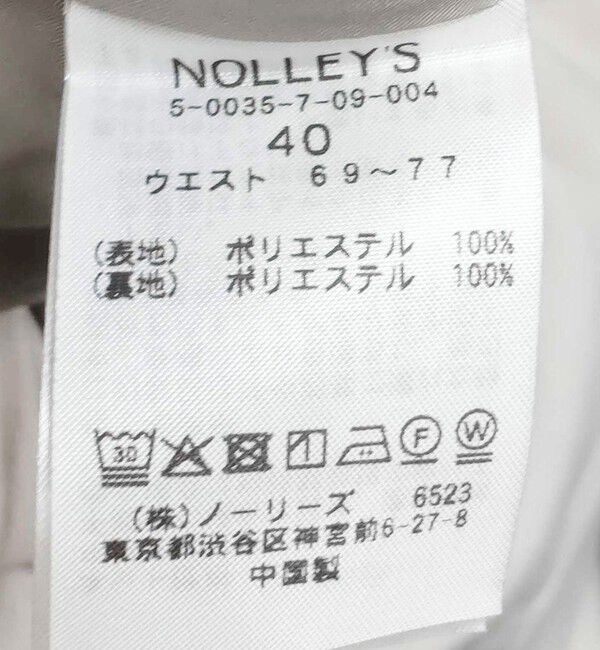 NOLLEY'S
5-0035-7-09-004
40
ウエスト 69〜77
(表地) ポリエステル 100%
(裏地) ポリエステル 100%
30 F W
(株)ノーリーズ 6523
東京都渋谷区神宮前6-27-8
中国製